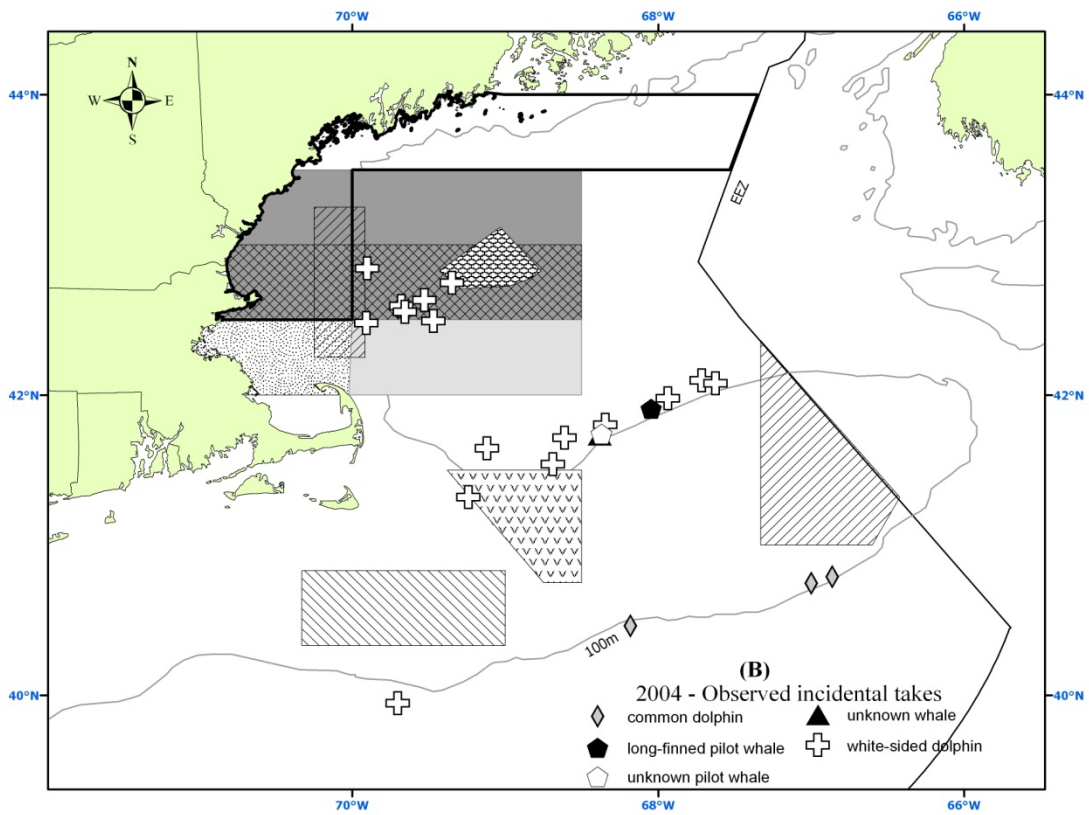 70°W 68°W 66°W
N
W E
S
44°N 44°N
EEZ
42°N 42°N
100m
(B)
40°N 40°N
2004 - Observed incidental takes
common dolphin unknown whale
long-finned pilot whale white-sided dolphin
unknown pilot whale
70°W 68°W 66°W